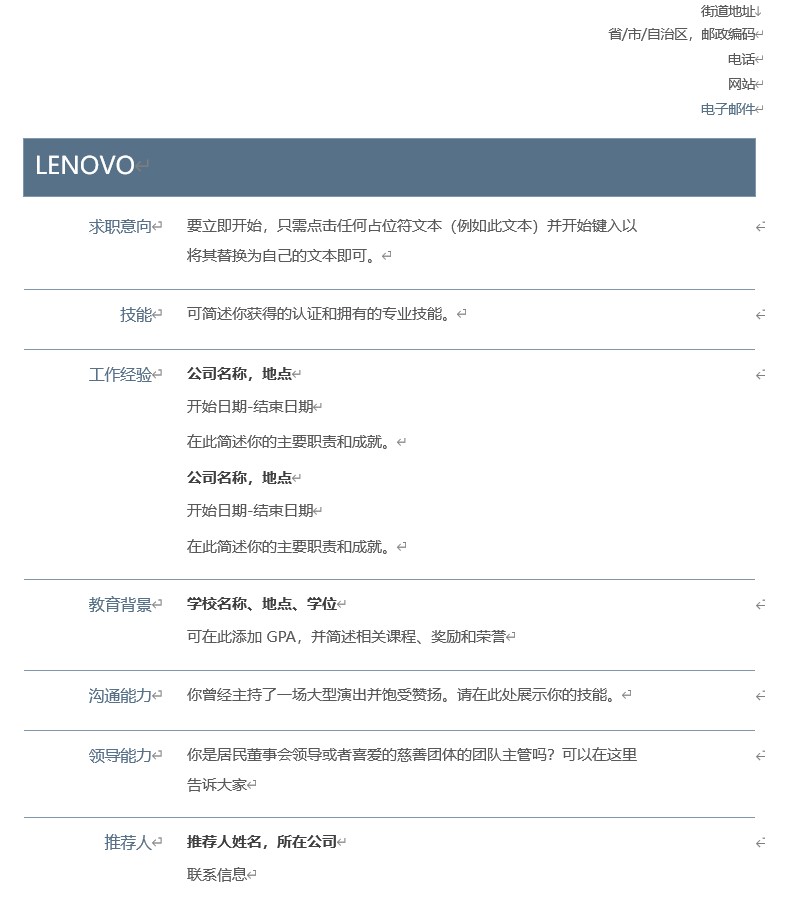 街道地址
省/市/自治区，邮政编码
电话
网站
电子邮件
LENOVO
求职意向
要立即开始，只需点击任何占位符文本（例如此文本）并开始键入以
将其替换为自己的文本即可。
技能
可简述你获得的认证和拥有的专业技能。
工作经验
公司名称，地点
开始日期-结束日期
在此简述你的主要职责和成就。
公司名称，地点
开始日期-结束日期
在此简述你的主要职责和成就。
教育背景
学校名称、地点、学位
可在此添加 GPA，并简述相关课程、奖励和荣誉
沟通能力
你曾经主持了一场大型演出并饱受赞扬。请在此处展示你的技能。
领导能力
你是居民董事会领导或者喜爱的慈善团体的团队主管吗？可以在这里
告诉大家
推荐人
推荐人姓名，所在公司
联系信息